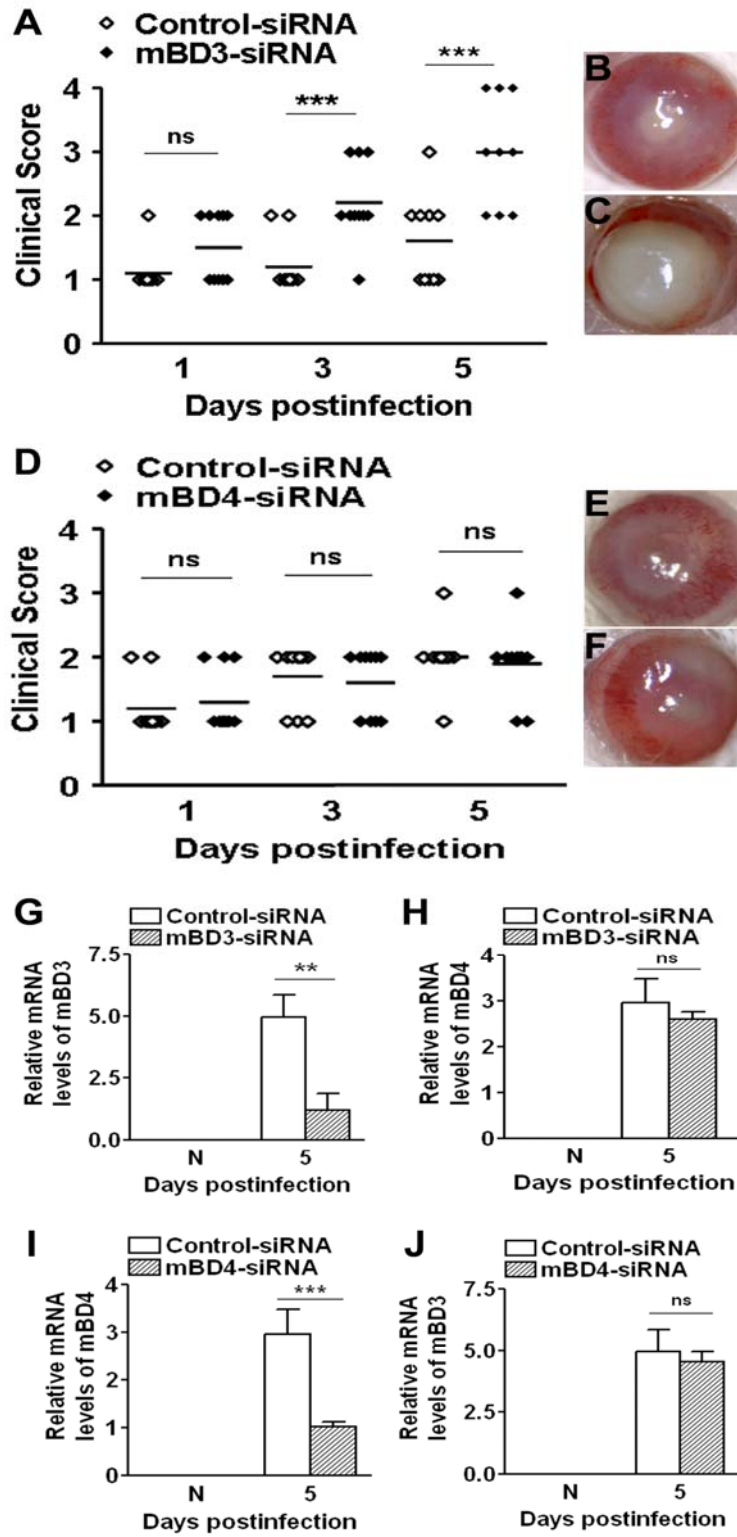 A
◇ Control-siRNA
◆ mBD3-siRNA
Clinical Score
4
3
2
1
0
ns
***
***
1 3 5
Days postinfection
B
C
D
◇ Control-siRNA
◆ mBD4-siRNA
Clinical Score
4
3
2
1
0
ns
ns
ns
1 3 5
Days postinfection
E
F
G
Control-siRNA
mBD3-siRNA
Relative mRNA
levels of mBD3
7.5
5.0
2.5
0.0
**
N 5
Days postinfection
H
Control-siRNA
mBD3-siRNA
Relative mRNA
levels of mBD4
4
3
2
1
0
ns
N 5
Days postinfection
I
Control-siRNA
mBD4-siRNA
Relative mRNA
levels of mBD4
4
3
2
1
0
***
N 5
Days postinfection
J
Control-siRNA
mBD4-siRNA
Relative mRNA
levels of mBD3
7.5
5.0
2.5
0.0
ns
N 5
Days postinfection